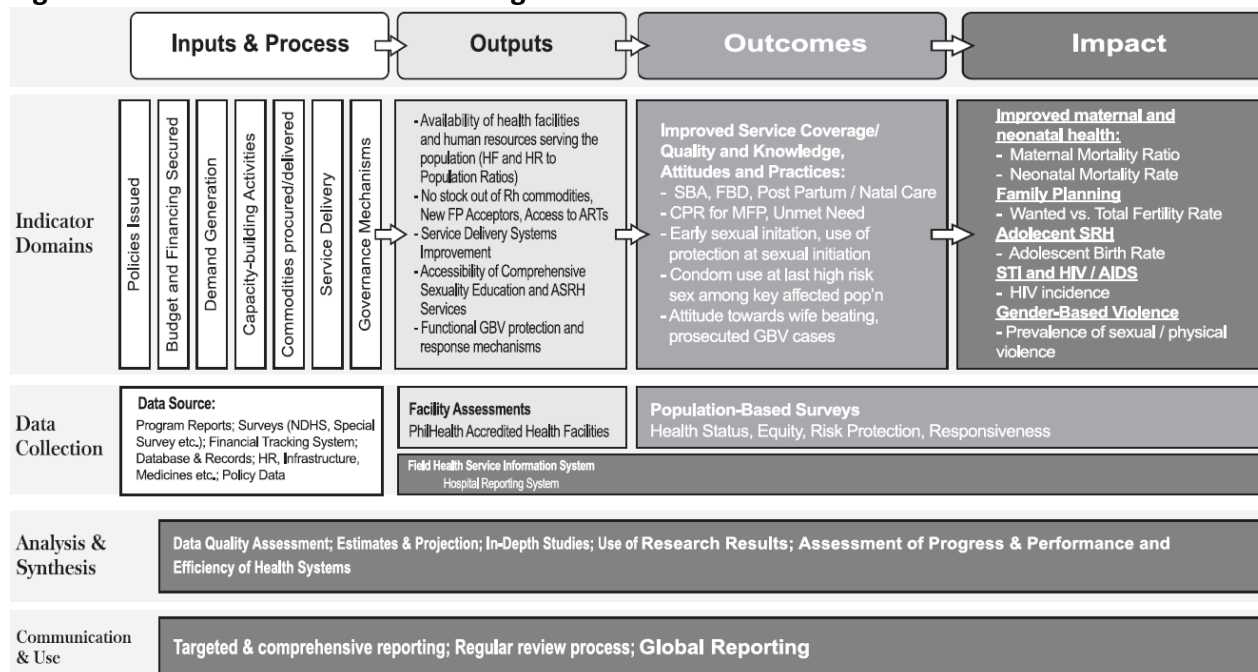 Inputs & Process
Outputs
Outcomes
Impact
Indicator
Domains
Policies Issued
Budget and Financing Secured
Demand Generation
Capacity-building Activities
Commodities procured/delivered
Service Delivery
Governance Mechanisms
- Availability of health facilities
and human resources serving the
population (HF and HR to
Population Ratios)
- No stock out of Rh commodities,
New FP Acceptors, Access to ARTs
- Service Delivery Systems
Improvement
- Accessibility of Comprehensive
Sexuality Education and ASRH
Services
- Functional GBV protection and
response mechanisms
Improved Service Coverage/
Quality and Knowledge,
Attitudes and Practices:
- SBA, FBD, Post Partum / Natal Care
- CPR for MFP, Unmet Need
- Early sexual initation, use of
protection at sexual initiation
- Condom use at last high risk
sex among key affected pop'n
- Attitude towards wife beating,
prosecuted GBV cases
Improved maternal and
neonatal health:
- Maternal Mortality Ratio
- Neonatal Mortality Rate
Family Planning
- Wanted vs. Total Fertility Rate
Adolecent SRH
- Adolescent Birth Rate
STI and HIV / AIDS
- HIV incidence
Gender-Based Violence
- Prevalence of sexual / physical
violence
Data
Collection
Data Source:
Program Reports; Surveys (NDHS, Special
Survey etc.); Financial Tracking System;
Database & Records; HR, Infrastructure,
Medicines etc.; Policy Data
Facility Assessments
PhilHealth Accredited Health Facilities
Population-Based Surveys
Health Status, Equity, Risk Protection, Responsiveness
Field Health Service Information System
Hospital Reporting System
Analysis &
Synthesis
Data Quality Assessment; Estimates & Projection; In-Depth Studies; Use of Research Results; Assessment of Progress & Performance and
Efficiency of Health Systems
Communication
& Use
Targeted & comprehensive reporting; Regular review process; Global Reporting